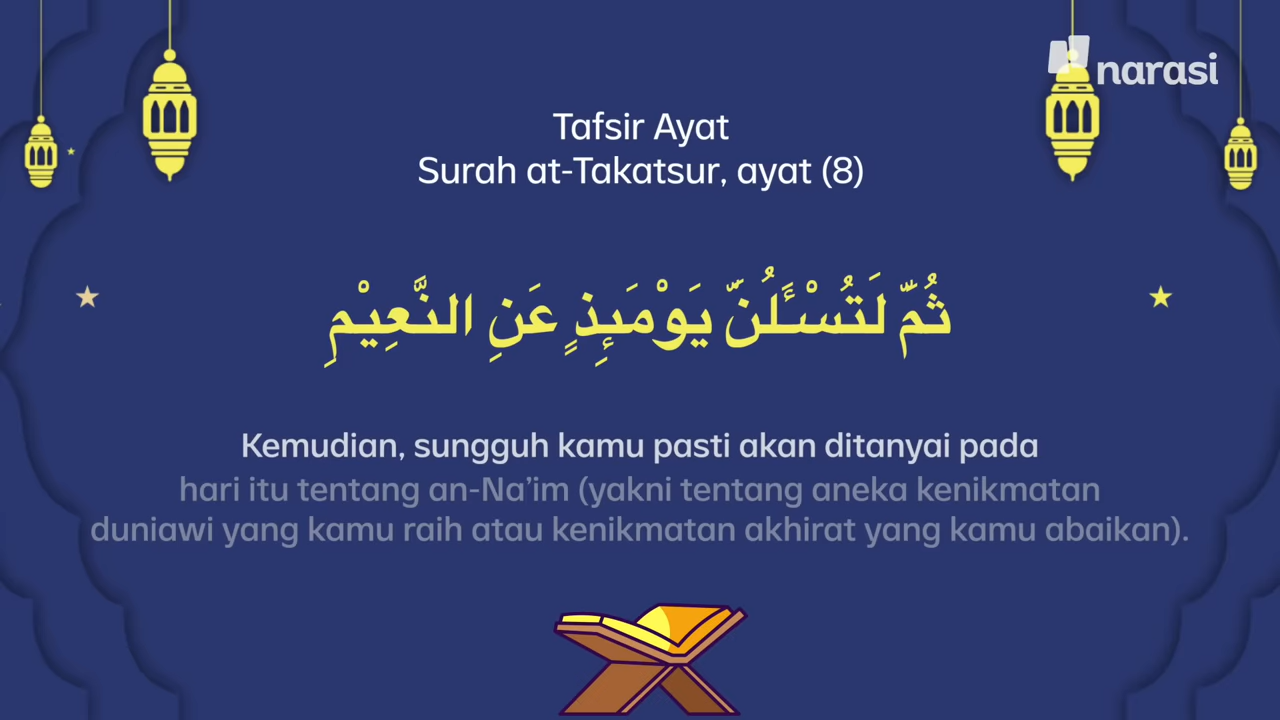 narasi
Tafsir Ayat
Surah at-Takatsur, ayat (8)
ثُمَّ لَتُسْـَٔلُنَّ يَوْمَىِٕذٍ عَنِ النَّعِيْمِ
Kemudian, sungguh kamu pasti akan ditanyai pada
hari itu tentang an-Na’im (yakni tentang aneka kenikmatan
duniawi yang kamu raih atau kenikmatan akhirat yang kamu abaikan).